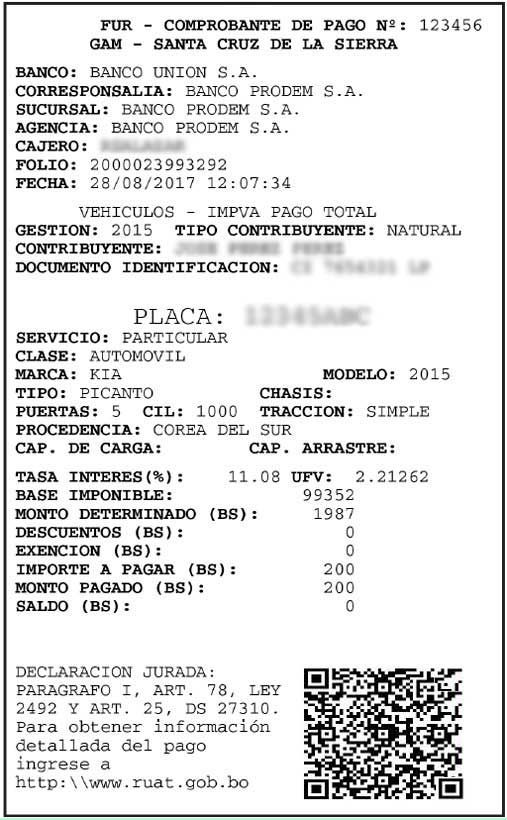 FUR - COMPROBANTE DE PAGO Nº: 123456
GAM - SANTA CRUZ DE LA SIERRA
BANCO: BANCO UNION S.A.
CORRESPONSALIA: BANCO PRODEM S.A.
SUCURSAL: BANCO PRODEM S.A.
AGENCIA: BANCO PRODEM S.A.
CAJERO:
FOLIO: 2000023993292
FECHA: 28/08/2017 12:07:34
VEHICULOS - IMPVA PAGO TOTAL
GESTION: 2015 TIPO CONTRIBUYENTE: NATURAL
CONTRIBUYENTE:
DOCUMENTO IDENTIFICACION:
PLACA:
SERVICIO: PARTICULAR
CLASE: AUTOMOVIL
MARCA: KIA MODELO: 2015
TIPO: PICANTO CHASIS:
PUERTAS: 5 CIL: 1000 TRACCION: SIMPLE
PROCEDENCIA: COREA DEL SUR
CAP. DE CARGA: CAP. ARRASTRE:
TASA INTERES(%): 11.08 UFV: 2.21262
BASE IMPONIBLE: 99352
MONTO DETERMINADO (BS): 1987
DESCUENTOS (BS): 0
EXENCION (BS): 0
IMPORTE A PAGAR (BS): 200
MONTO PAGADO (BS): 200
SALDO (BS): 0
DECLARACION JURADA:
PARAGRAFO I, ART. 78, LEY
2492 Y ART. 25, DS 27310.
Para obtener información
detallada del pago
ingrese a
http:\\www.ruat.gob.bo